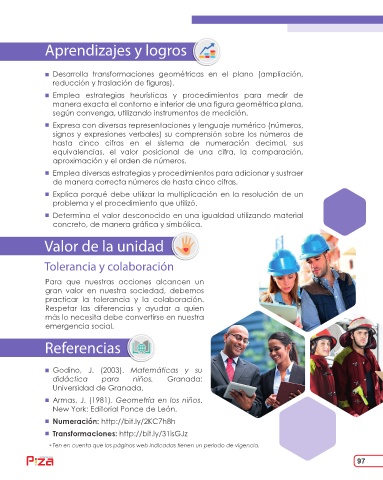 Aprendizajes y logros
■ Desarrolla transformaciones geométricas en el plano (ampliación,
reducción y traslación de figuras).
■ Emplea estrategias heurísticas y procedimientos para medir de
manera exacta el contorno e interior de una figura geométrica plana,
según convenga, utilizando instrumentos de medición.
■ Expresa con diversas representaciones y lenguaje numérico (números,
signos y expresiones verbales) su comprensión sobre los números de
hasta cinco cifras en el sistema de numeración decimal, sus
equivalencias, el valor posicional de una cifra, la comparación,
aproximación y el orden de números.
■ Emplea diversas estrategias y procedimientos para adicionar y sustraer
de manera correcta números de hasta cinco cifras.
■ Explica porqué debe utilizar la multiplicación en la resolución de un
problema y el procedimiento que utilizó.
■ Determina el valor desconocido en una igualdad utilizando material
concreto, de manera gráfica y simbólica.
Valor de la unidad
Tolerancia y colaboración
Para que nuestras acciones alcancen un
gran valor en nuestra sociedad, debemos
practicar la tolerancia y la colaboración.
Respetar las diferencias y ayudar a quien
más lo necesita debe convertirse en nuestra
emergencia social.
Referencias
■ Godino, J. (2003). Matemáticas y su
didáctica para niños. Granada:
Universidad de Granada.
■ Armas, J. (1981). Geometría en los niños.
New York: Editorial Ponce de León.
■ Numeración: http://bit.ly/2KC7h8h
■ Transformaciones: http://bit.ly/31lsGJz
• Ten en cuenta que las páginas web indicadas tienen un periodo de vigencia.
97